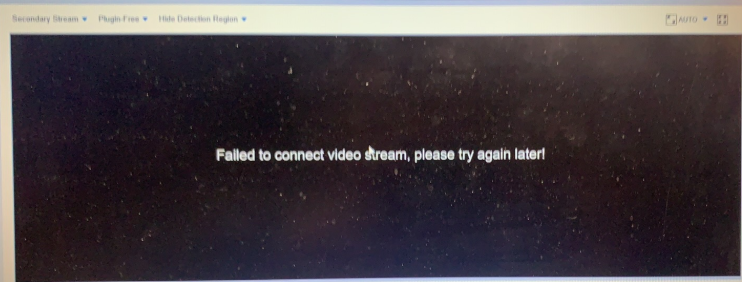 Secondary Stream Plugin-Free Hide Detection Region AUTO
Failed to connect video stream, please try again later!